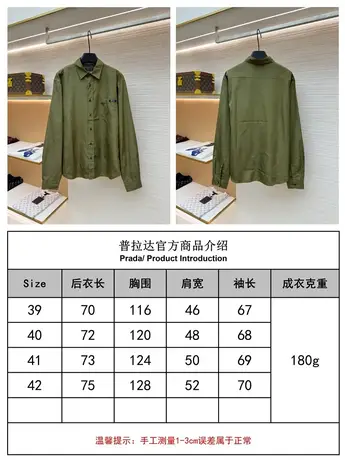 普拉达官方商品介绍
Prada/ Product Introduction
Size 后衣长 胸围 肩宽 袖长 成衣克重
39 70 116 46 67
40 72 120 48 68
41 73 124 50 69
42 75 128 52 70
180g
温馨提示: 手工测量1-3cm误差属于正常